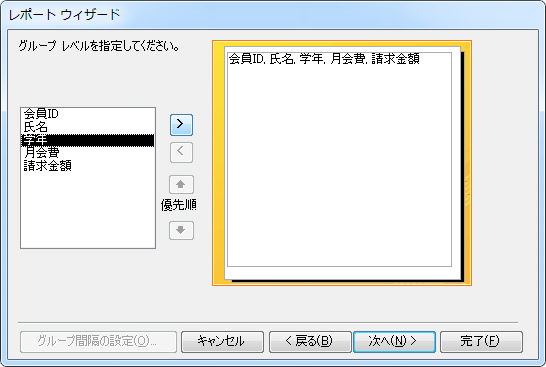 レポート ウィザード
グループ レベルを指定してください。
会員ID
氏名
学年
月会費
請求金額
優先順
会員ID, 氏名, 学年, 月会費, 請求金額
グループ間隔の設定(O)...
キャンセル
< 戻る(B)
次へ(N) >
完了(F)